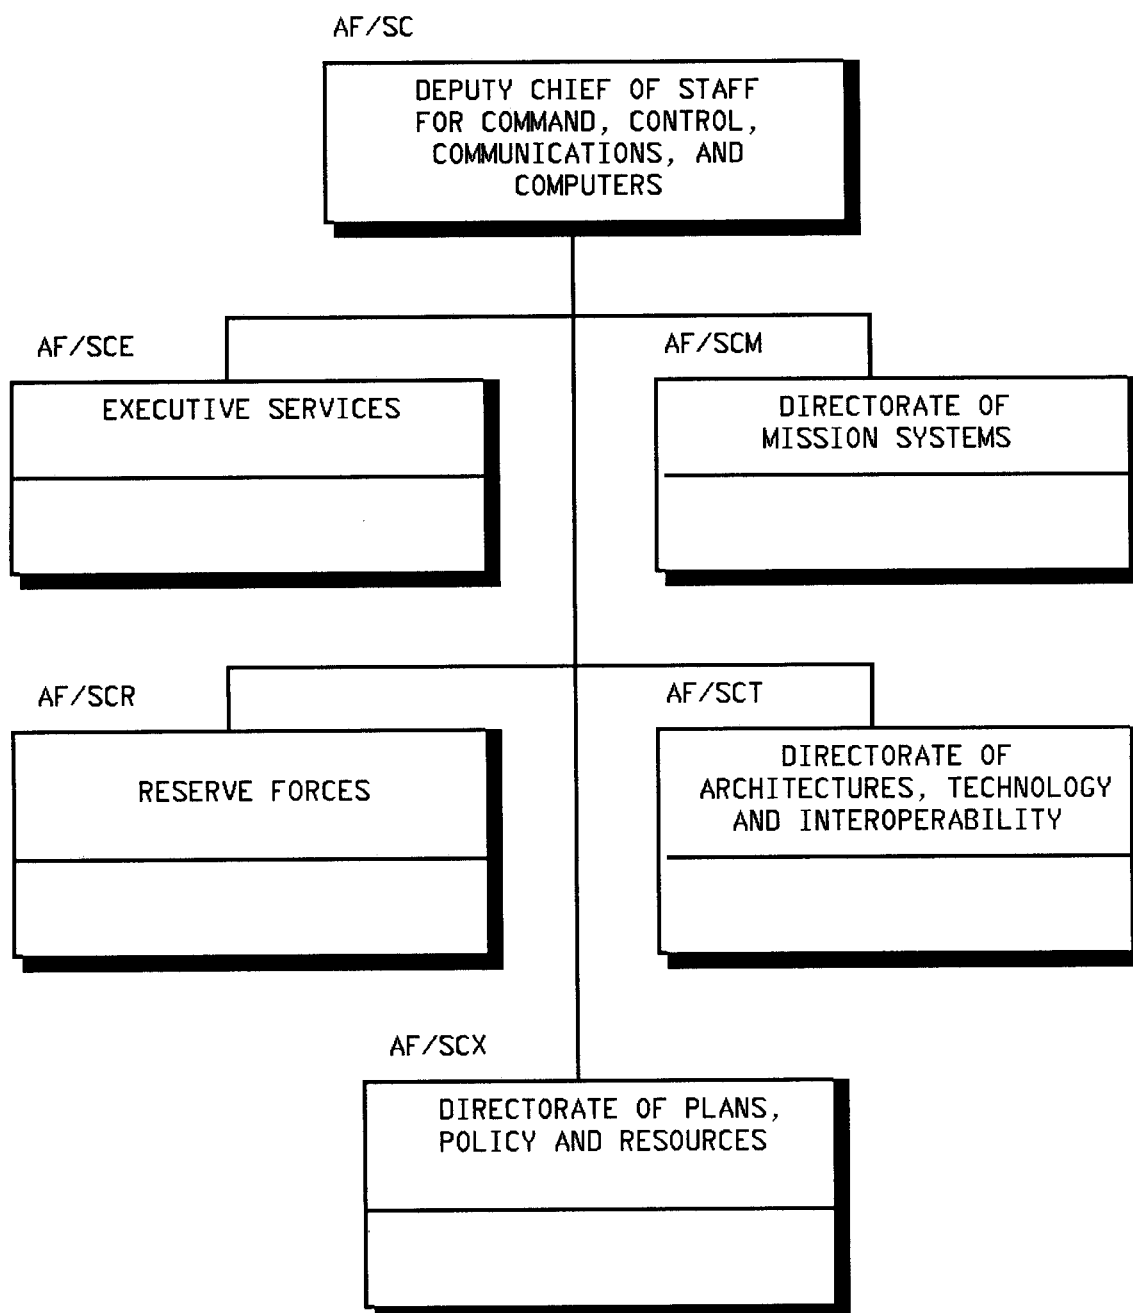 AF/SC
DEPUTY CHIEF OF STAFF
FOR COMMAND, CONTROL,
COMMUNICATIONS, AND
COMPUTERS
AF/SCE
EXECUTIVE SERVICES
AF/SCM
DIRECTORATE OF
MISSION SYSTEMS
AF/SCR
RESERVE FORCES
AF/SCT
DIRECTORATE OF
ARCHITECTURES, TECHNOLOGY
AND INTEROPERABILITY
AF/SCX
DIRECTORATE OF PLANS,
POLICY AND RESOURCES